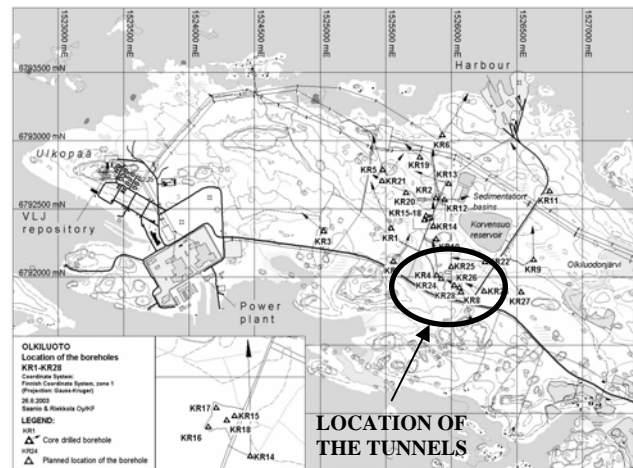 1523000 mE
1523500 mE
1524000 mE
1524500 mE
1525000 mE
1525500 mE
1526000 mE
1526500 mE
1527000 mE
6793500 mN
6793000 mN
6792500 mN
6792000 mN
Harbour
Ulkopää
VLJ
repository
Power
plant
KR6
KR19
KR5
KR21
KR13
KR2
KR20
KR12
KR11
Sedimentation
basins
KR15-18
KR14
Korvensuo
reservoir
KR1
KR3
KR22
KR9
Olkiluodonjärvi
KR25
KR4
KR26
KR24
KR28
KR8
KR27
OLKILUOTO
Location of the boreholes
KR1-KR28
Coordinate System:
Finnish Coordinate System, zone 1
(Projection: Gauss-Kruger)
26.8.2003
Saanio & Riekkola Oy/KF
LEGEND:
KR1
Core drilled borehole
KR24
Planned location of the borehole
KR17
KR15
KR16
KR18
KR14
LOCATION OF
THE TUNNELS